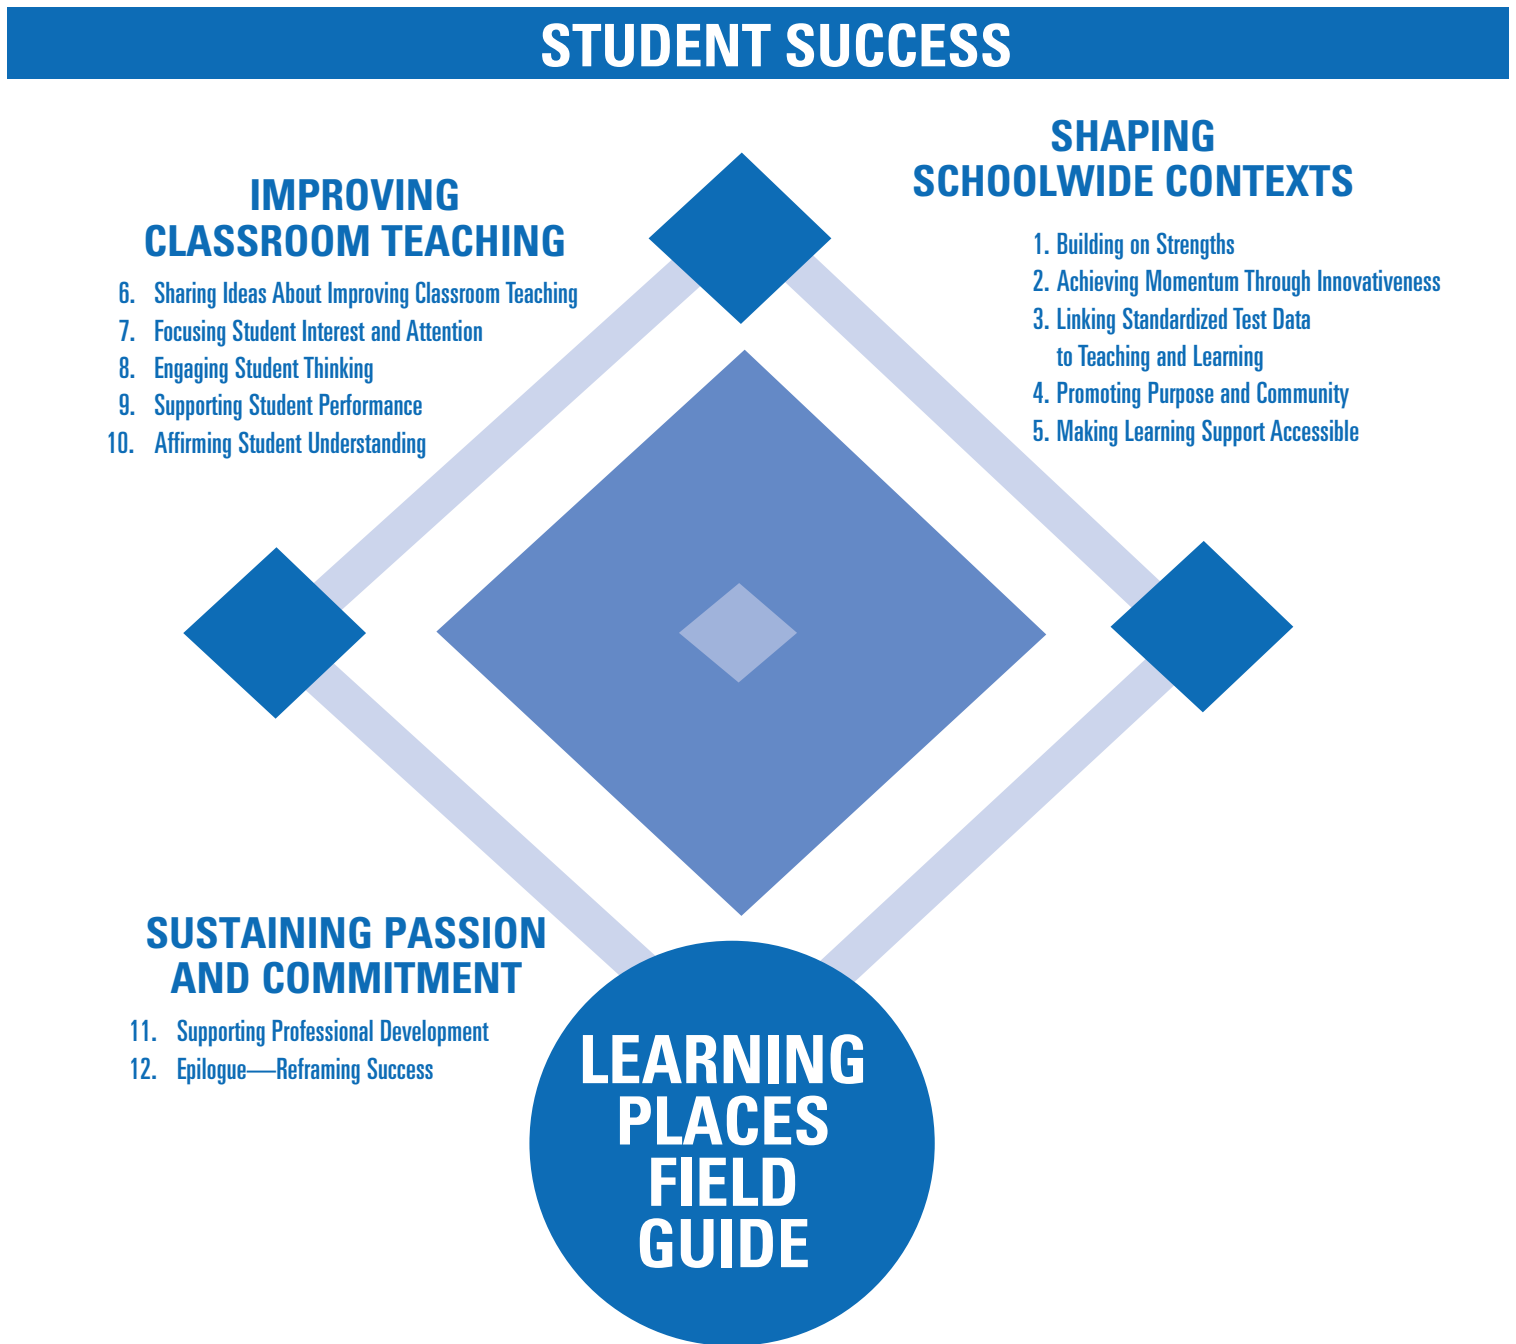 STUDENT SUCCESS
SHAPING
SCHOOLWIDE CONTEXTS
1. Building on Strengths
2. Achieving Momentum Through Innovativeness
3. Linking Standardized Test Data
to Teaching and Learning
4. Promoting Purpose and Community
5. Making Learning Support Accessible
IMPROVING
CLASSROOM TEACHING
6. Sharing Ideas About Improving Classroom Teaching
7. Focusing Student Interest and Attention
8. Engaging Student Thinking
9. Supporting Student Performance
10. Affirming Student Understanding
SUSTAINING PASSION
AND COMMITMENT
11. Supporting Professional Development
12. Epilogue—Reframing Success
LEARNING
PLACES
FIELD
GUIDE